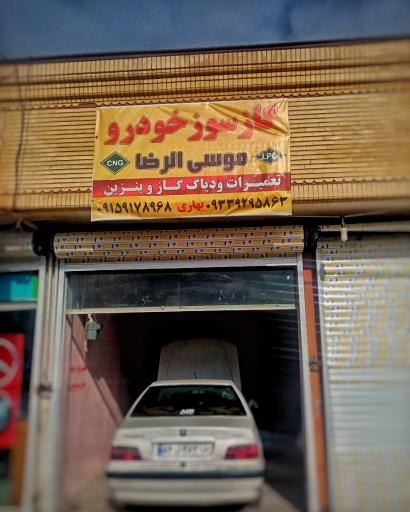 گازسوز خودرو
CNG موسی الرضا LPG
تعمیرات ودیاگ گاز و بنزین
۰۹۱۵۹۱۷۸۹۶۸ بهاری ۰۹۳۳۹۲۹۵۸۶۳